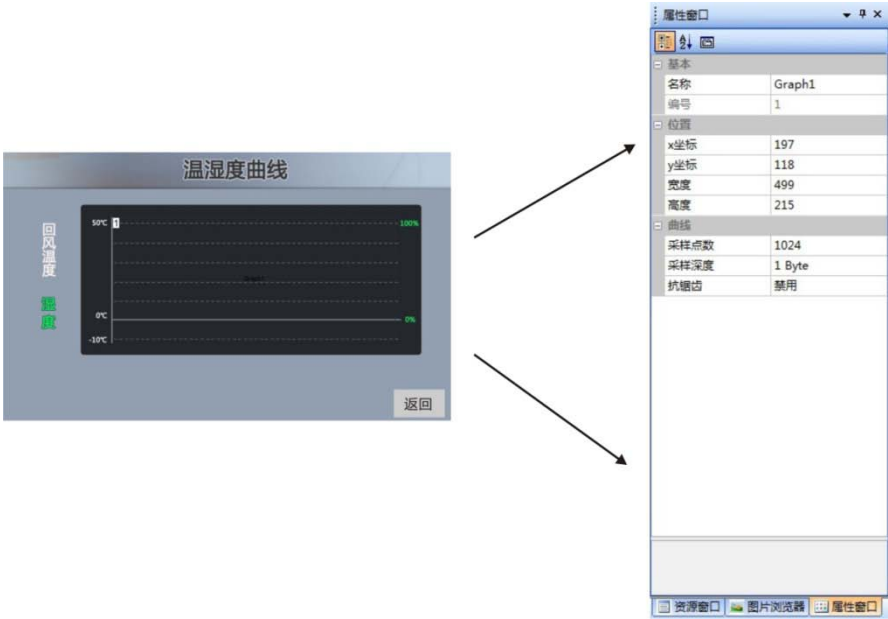 温湿度曲线
回风温度
湿度
50℃
1
100%
Graph1
0℃
0%
-10℃
返回
属性窗口
基本
名称 Graph1
编号 1
位置
x坐标 197
y坐标 118
宽度 499
高度 215
曲线
采样点数 1024
采样深度 1 Byte
抗锯齿 禁用
资源窗口 图片浏览器 属性窗口